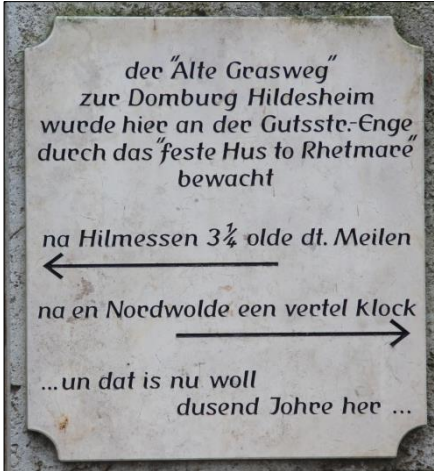 der "Alte Grasweg"
zur Domburg Hildesheim
wurde hier an der Gutsstr.-Enge
durch das "feste Hus to Rhetmare"
bewacht
na Hilmessen 3 1/4 olde dt. Meilen
na en Nordwolde een vertel Klock
...un dat is nu woll
dusend Johre her ...